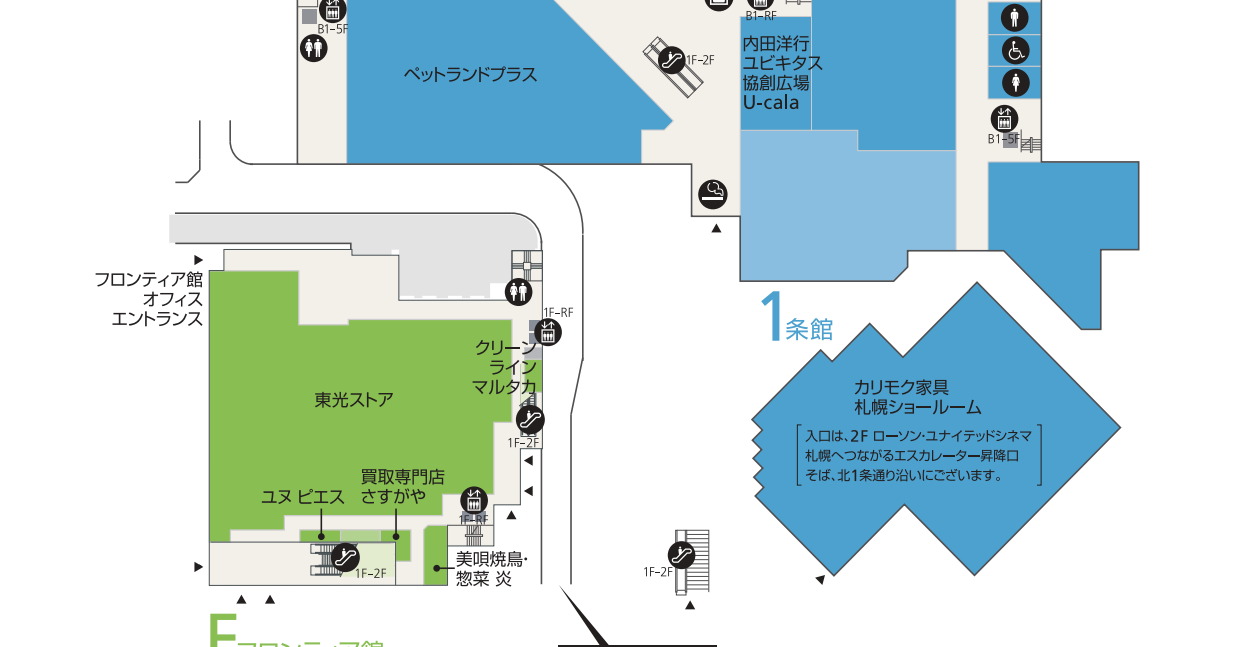 B1–5F
B1–RF
ペットランドプラス
1F–2F
内田洋行
ユビキタス
協創広場
U-cala
B1–5F
フロンティア館
オフィス
エントランス
1F–RF
クリーン
ライン
マルタカ
東光ストア
1F–2F
買取専門店
さすがや
ユヌ ピエス
1F–RF
美唄焼鳥・
惣菜 炎
1F–2F
F フロンティア館
1F–2F
1条館
カリモク家具
札幌ショールーム
入口は、2F ローソン・ユナイテッドシネマ
札幌へつながるエスカレーター昇降口
そば、北1条通り沿いにございます。